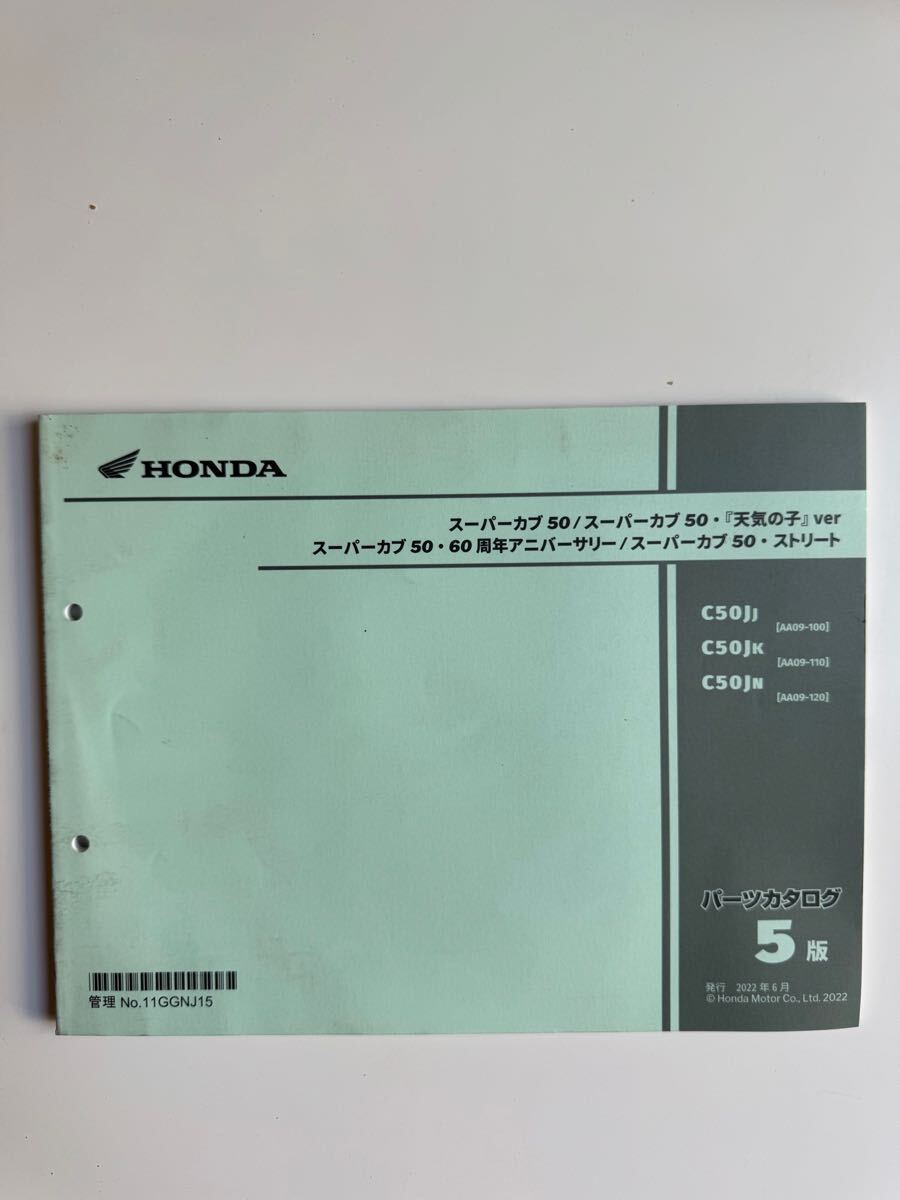 HONDA
スーパーカブ 50 / スーパーカブ 50・『天気の子』ver
スーパーカブ 50・60 周年アニバーサリー / スーパーカブ 50・ストリート
C50JJ
[AA09-100]
C50JK
[AA09-110]
C50JN
[AA09-120]
パーツカタログ
5 版
発行 2022 年 6 月
© Honda Motor Co., Ltd. 2022
管理 No.11GGNJ15